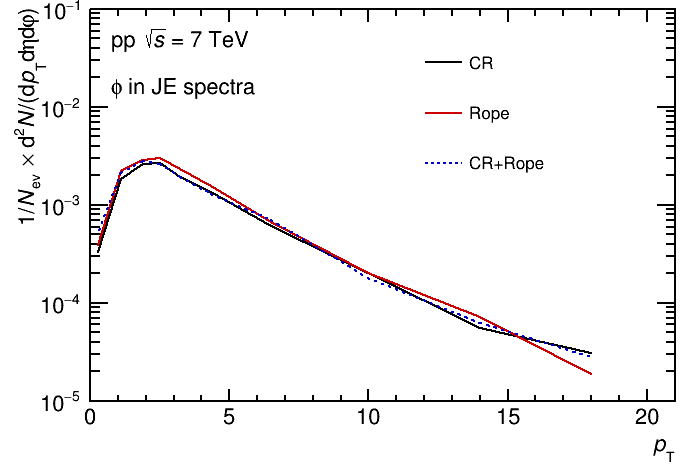 10⁻¹
10⁻²
10⁻³
10⁻⁴
10⁻⁵
1/Nₑᵥ × d²N/(dp_T dηdφ)
pp √s = 7 TeV
ϕ in JE spectra
CR
Rope
CR+Rope
0 5 10 15 20
p_T